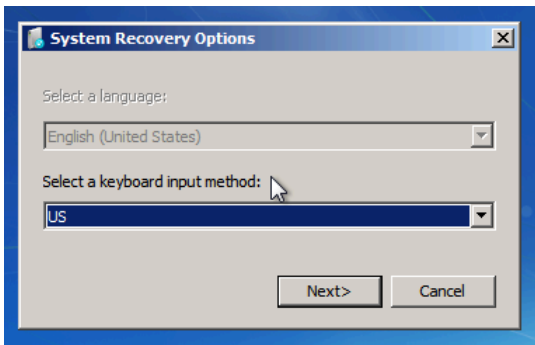 System Recovery Options
Select a language:
English (United States)
Select a keyboard input method:
US
Next> Cancel